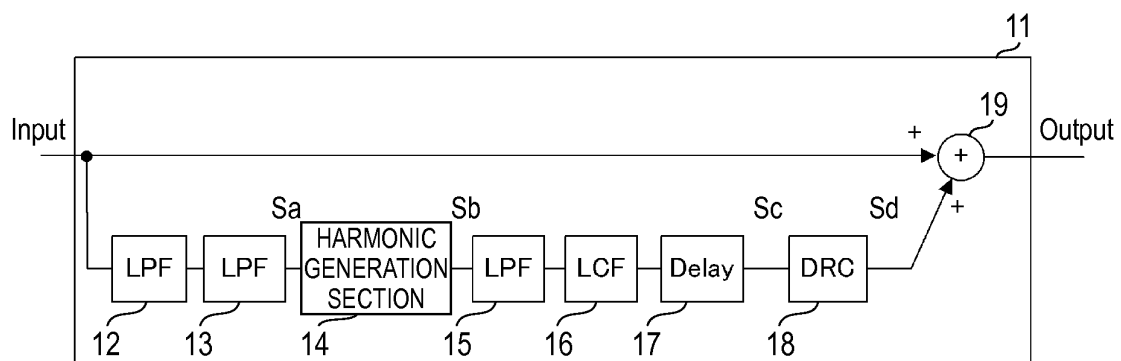 11
19
Input
+
+
Output
+
Sa
Sb
Sc
Sd
LPF
LPF
HARMONIC
GENERATION
SECTION
LPF
LCF
Delay
DRC
12
13
14
15
16
17
18